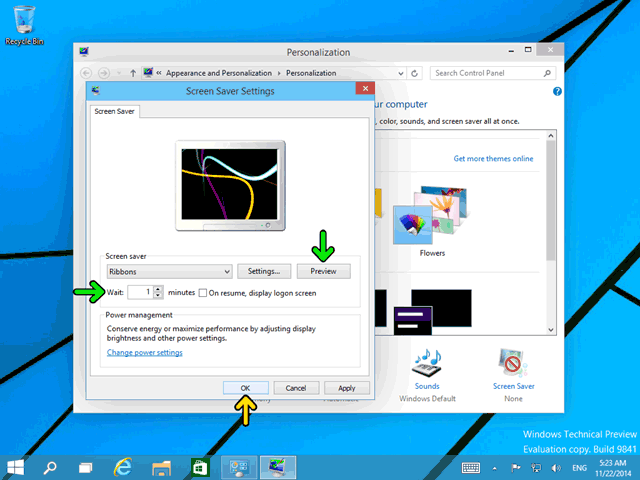 Recycle Bin
Personalization
« Appearance and Personalization › Personalization
Search Control Panel
Screen Saver Settings
Screen Saver
your computer
, color, sounds, and screen saver all at once.
Get more themes online
Flowers
Screen saver
Ribbons
Settings...
Preview
Wait: 1 minutes On resume, display logon screen
Power management
Conserve energy or maximize performance by adjusting display
brightness and other power settings.
Change power settings
OK
Cancel
Apply
Sounds
Windows Default
Screen Saver
None
Windows Technical Preview
Evaluation copy. Build 9841
ENG
5:23 AM
11/22/2014